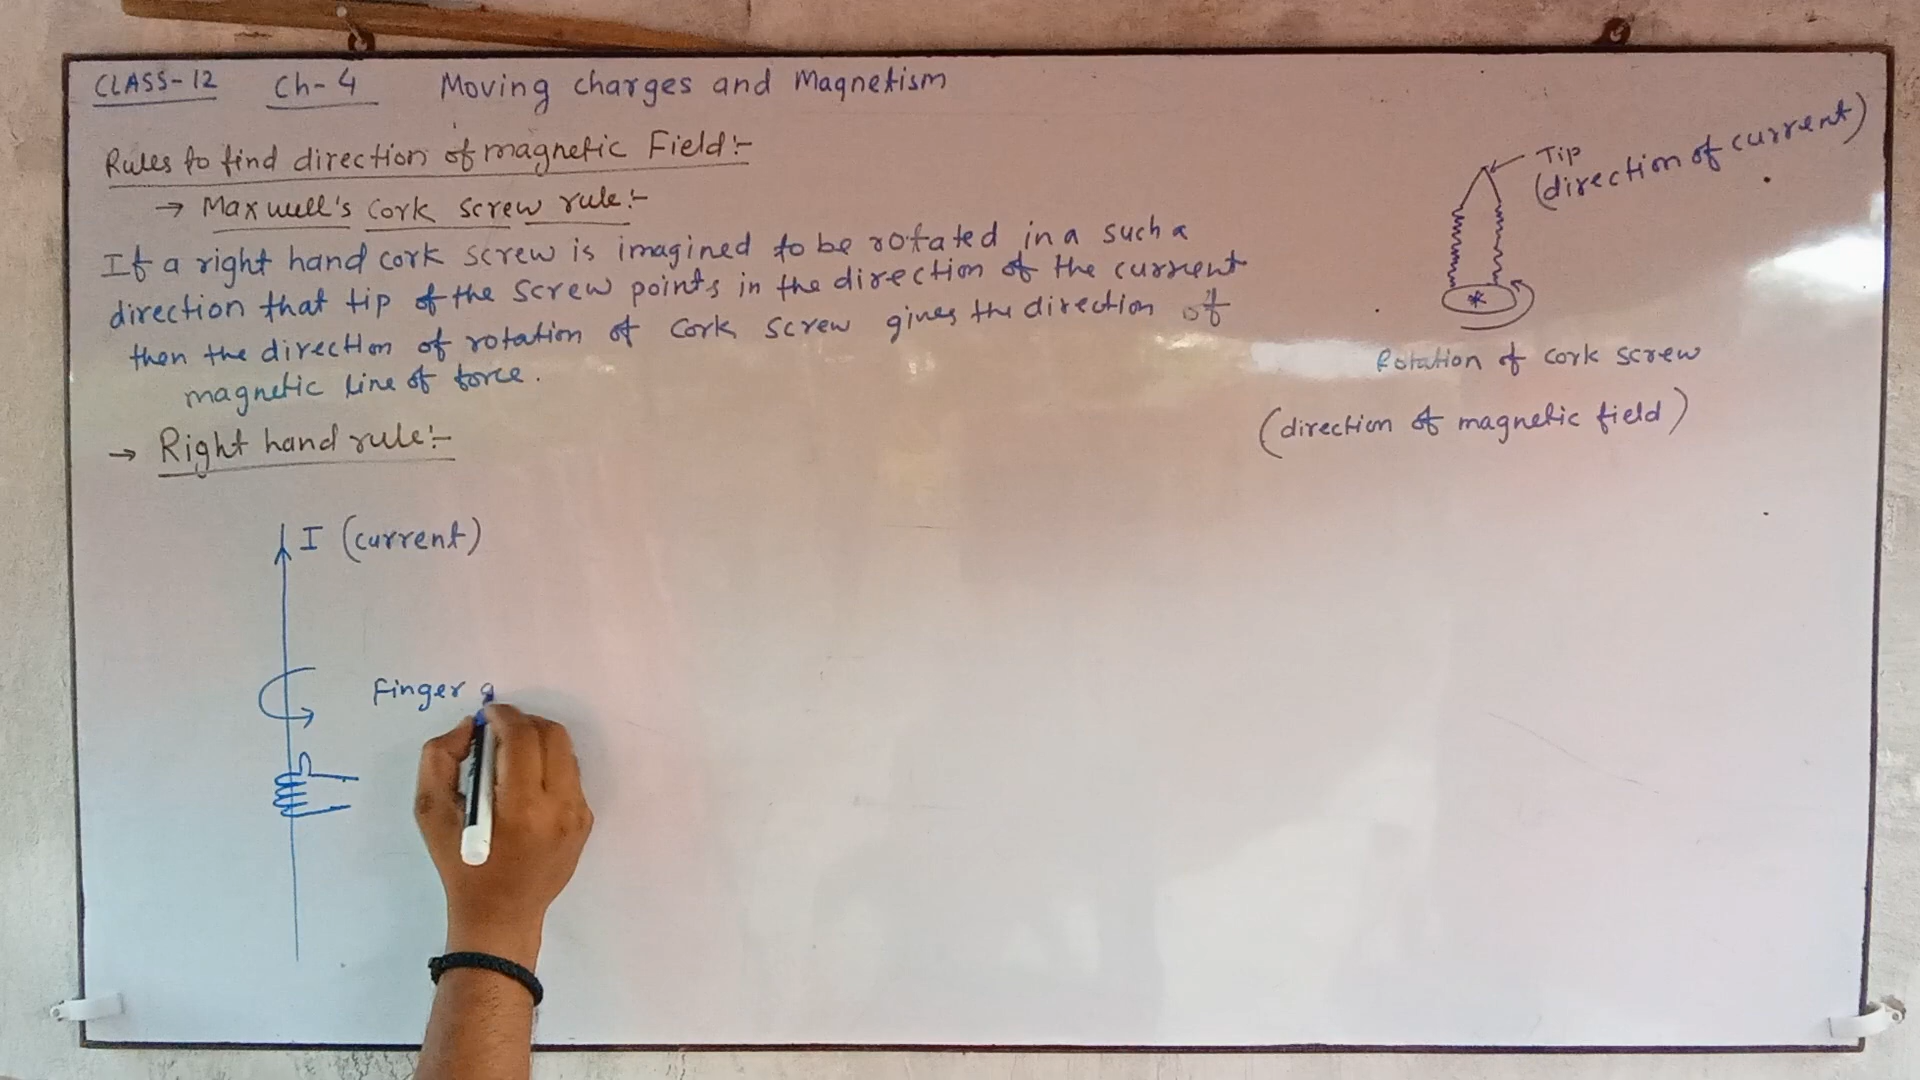 CLASS-12 Ch-4 Moving charges and Magnetism
Rules to find direction of magnetic Field:-
→ Maxwell's cork screw rule:-
If a right hand cork screw is imagined to be rotated in a such a
direction that tip of the screw points in the direction of the current
then the direction of rotation of cork screw gives the direction of
magnetic line of force.
→ Right hand rule:-
Tip
(direction of current)
Rotation of cork screw
(direction of magnetic field)
I (current)
Finger